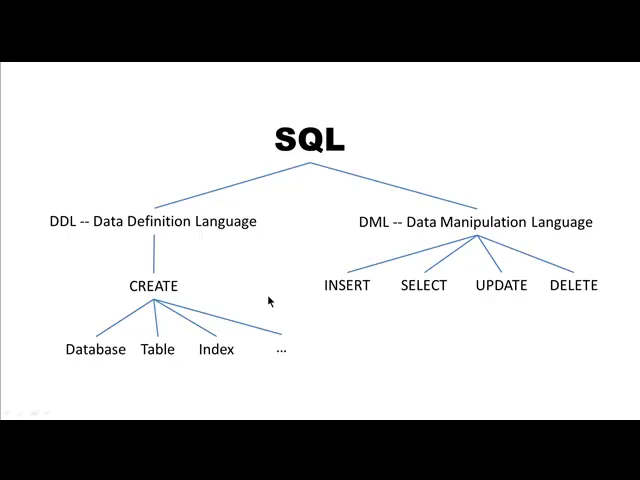 SQL
DDL -- Data Definition Language
DML -- Data Manipulation Language
CREATE
INSERT
SELECT
UPDATE
DELETE
Database
Table
Index
...